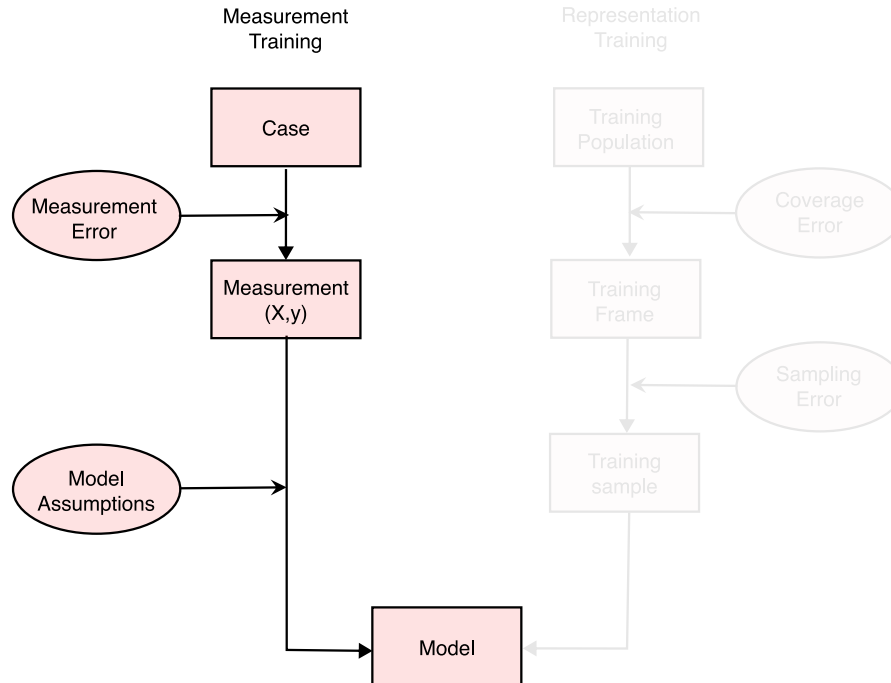 Measurement
Training
Representation
Training
Case
Training
Population
Measurement
Error
Coverage
Error
Measurement
(X,y)
Training
Frame
Sampling
Error
Model
Assumptions
Training
sample
Model